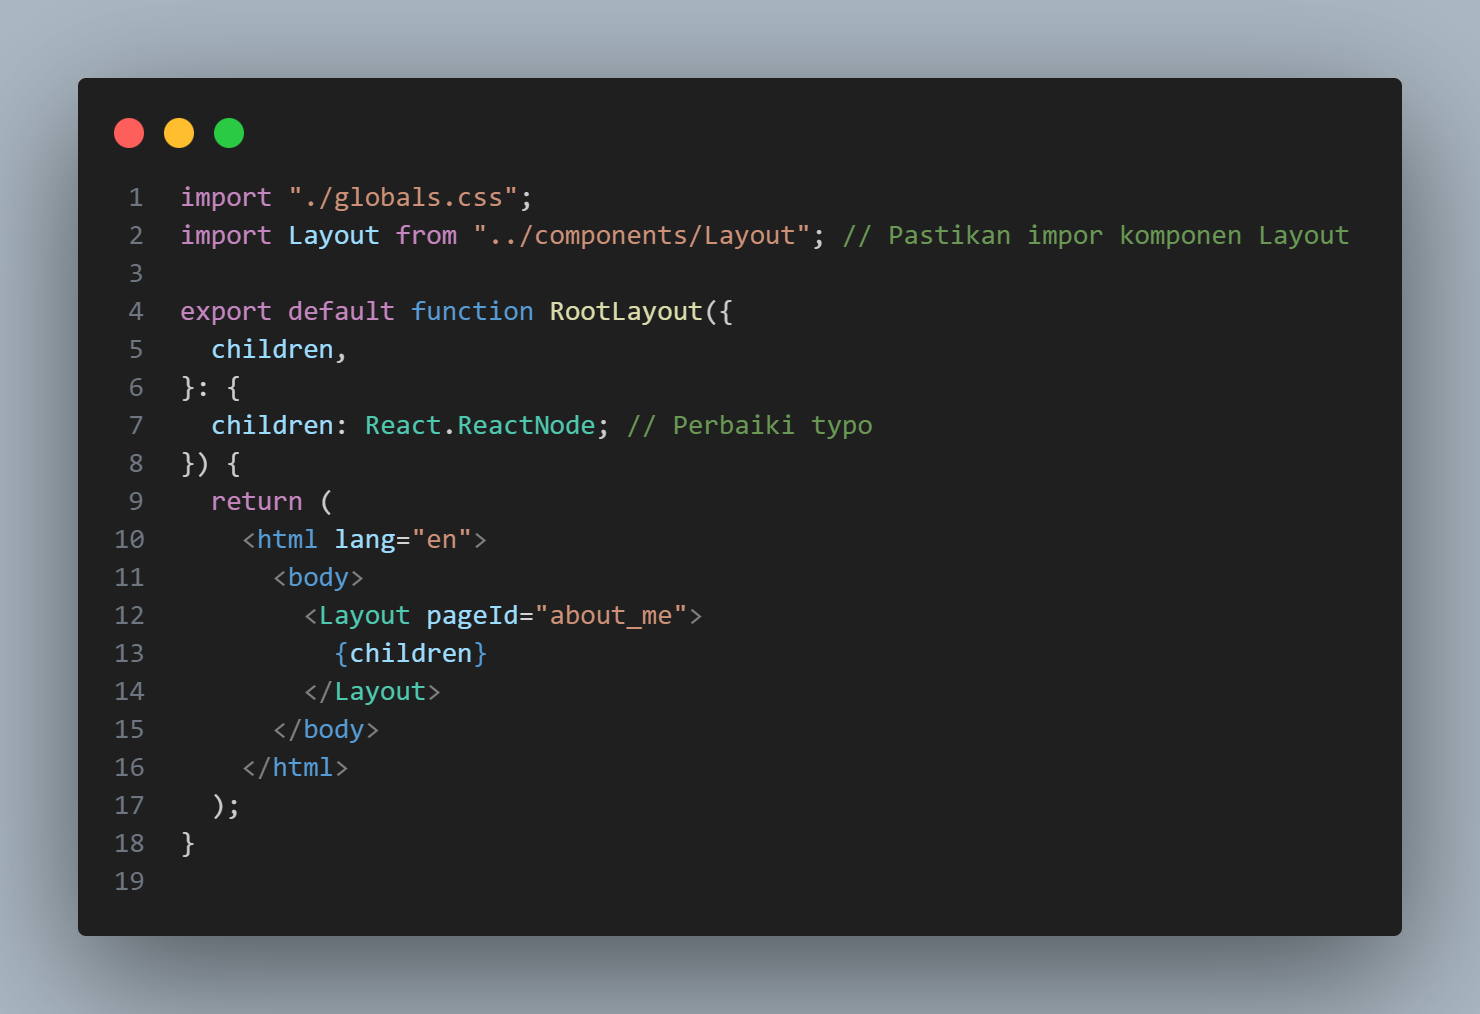 1 import "./globals.css";
2 import Layout from "../components/Layout"; // Pastikan impor komponen Layout
3
4 export default function RootLayout({
5   children,
6 }: {
7   children: React.ReactNode; // Perbaiki typo
8 }) {
9   return (
10     <html lang="en">
11       <body>
12         <Layout pageId="about_me">
13           {children}
14         </Layout>
15       </body>
16     </html>
17   );
18 }
19